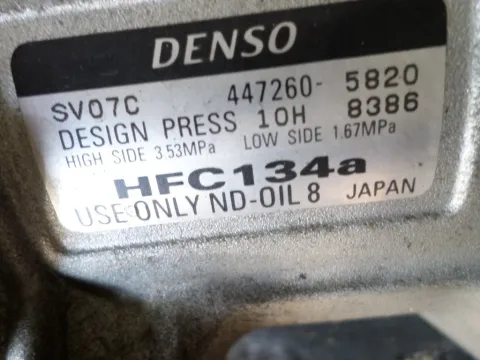 DENSO
SV07C 447260- 5820
DESIGN PRESS 10H 8386
HIGH SIDE 3.53MPa LOW SIDE 1.67MPa
HFC134a
USE ONLY ND-OIL 8 JAPAN